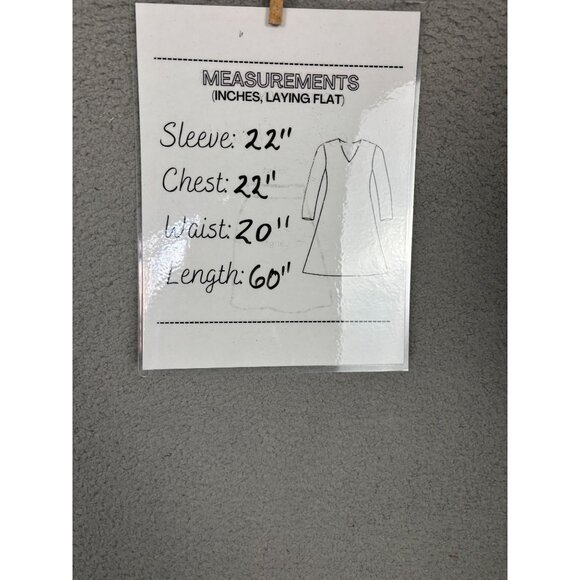 MEASUREMENTS
(INCHES, LAYING FLAT)
Sleeve: 22"
Chest: 22"
Waist: 20"
Length: 60"